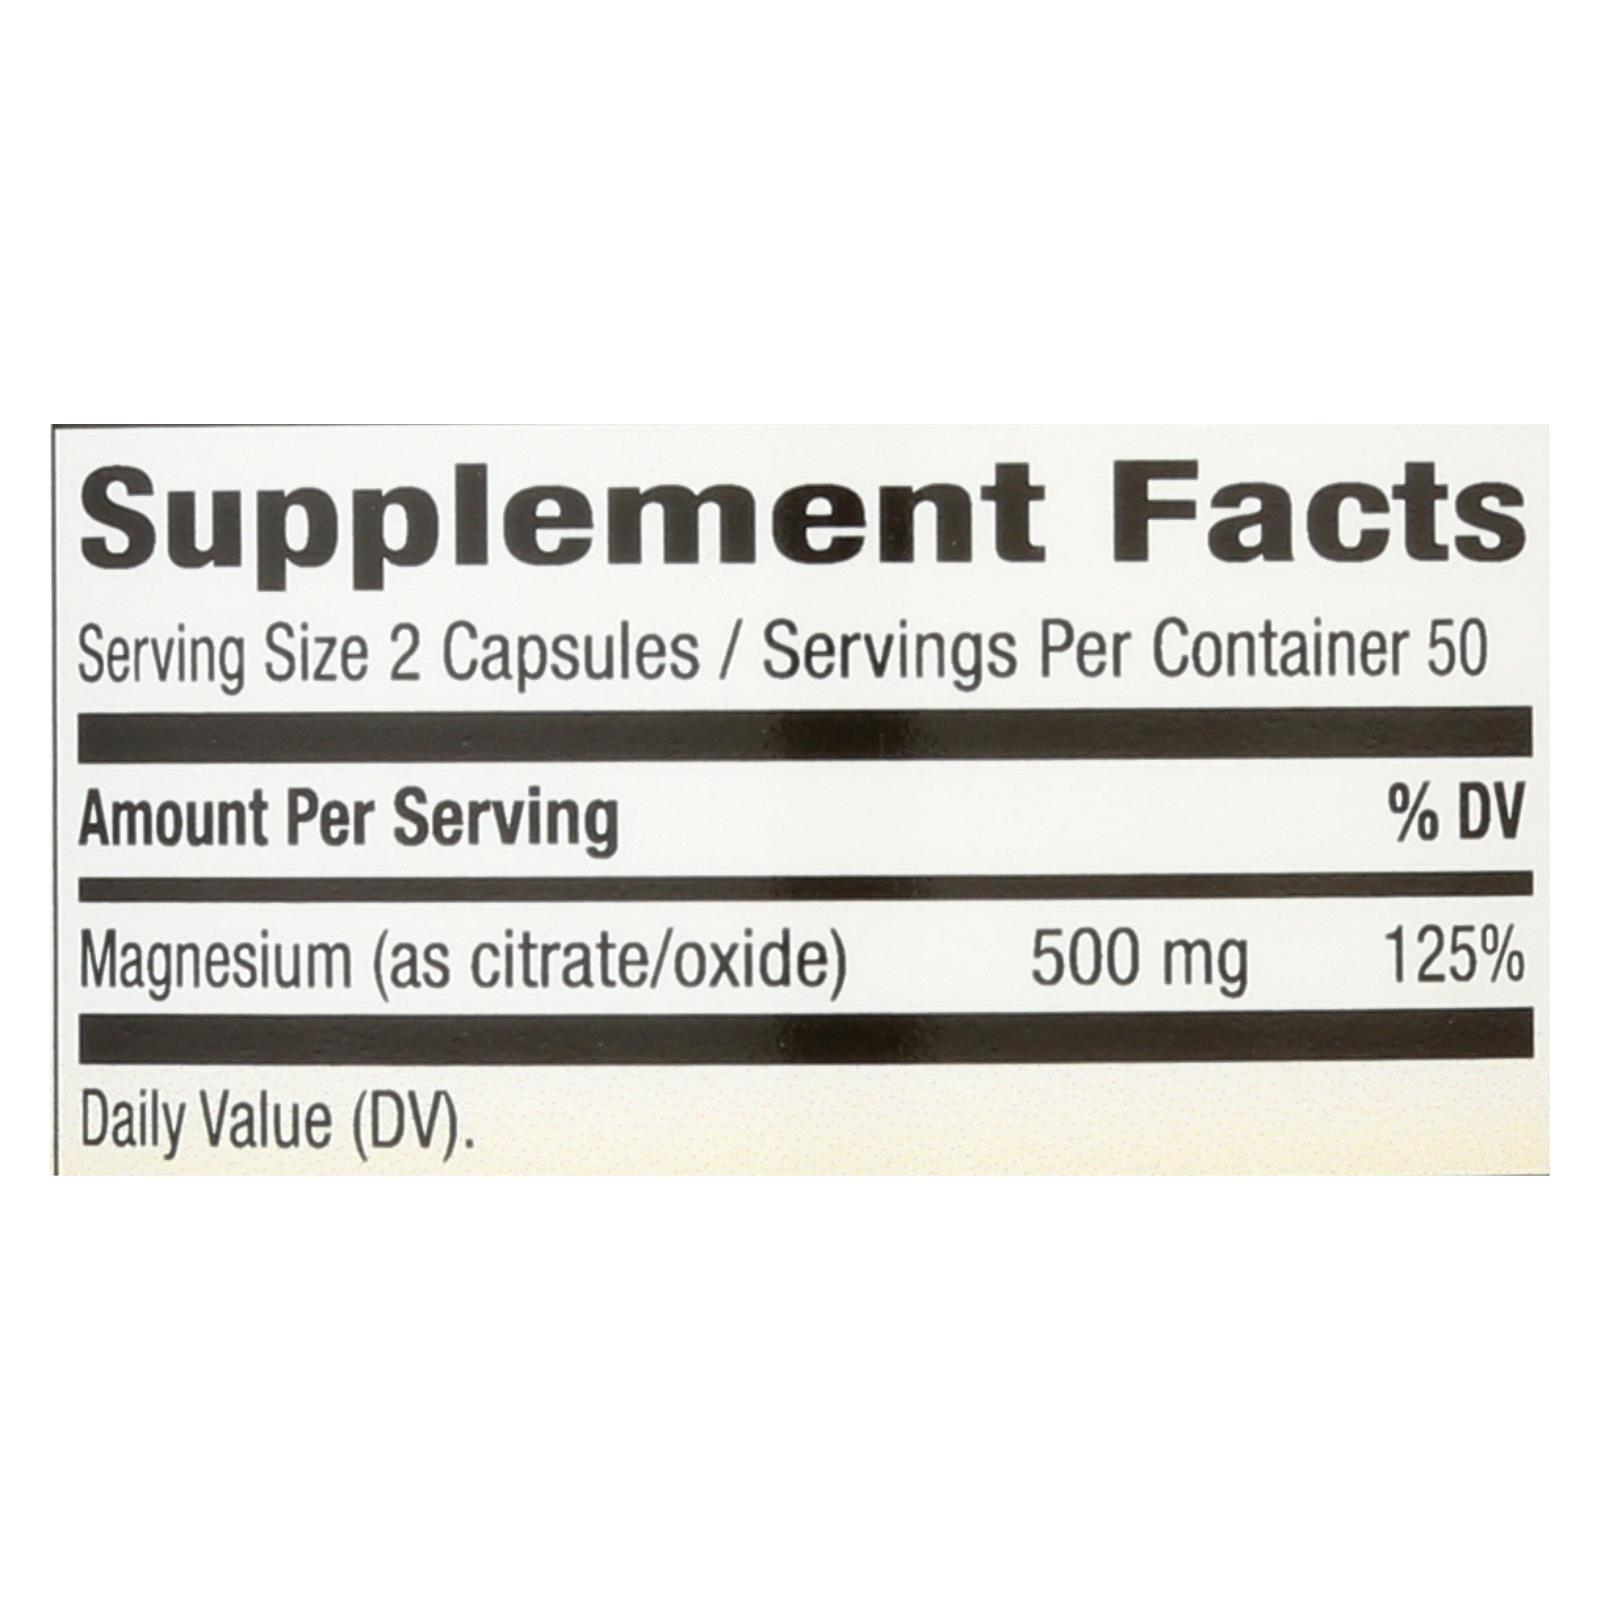 Supplement Facts
Serving Size 2 Capsules / Servings Per Container 50
Amount Per Serving % DV
Magnesium (as citrate/oxide) 500 mg 125%
Daily Value (DV).